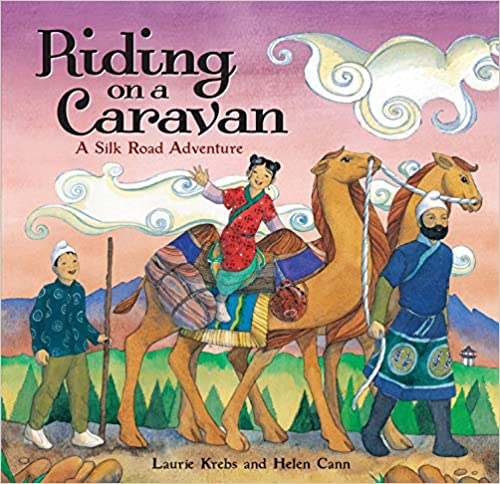 Riding
on a
Caravan
A Silk Road Adventure
Laurie Krebs and Helen Cann